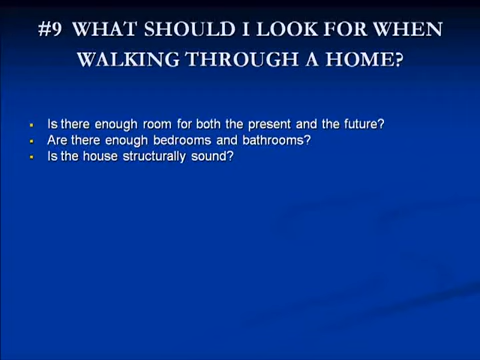 #9 WHAT SHOULD I LOOK FOR WHEN
WALKING THROUGH A HOME?
Is there enough room for both the present and the future?
Are there enough bedrooms and bathrooms?
Is the house structurally sound?